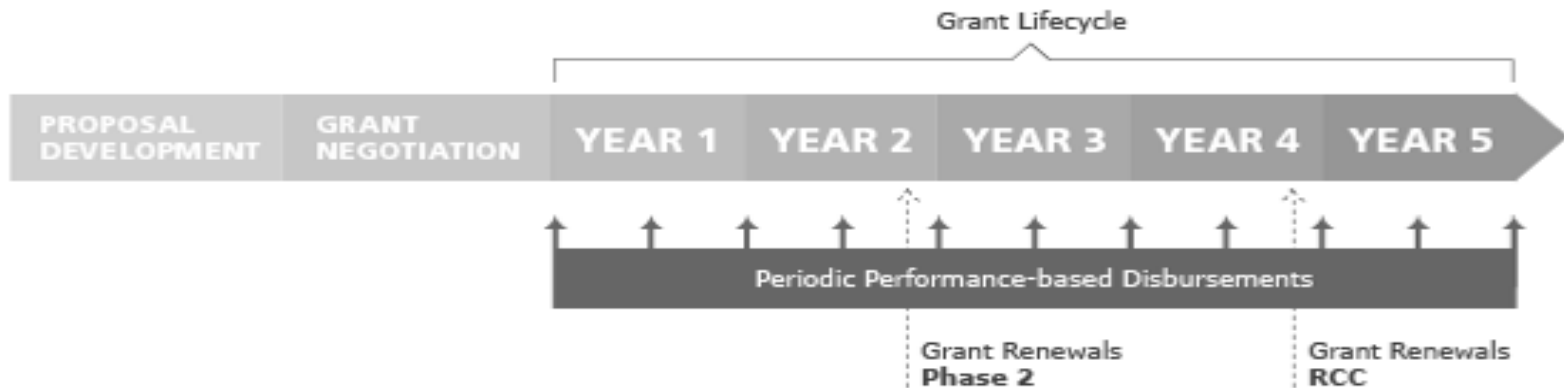 Grant Lifecycle
PROPOSAL
DEVELOPMENT
GRANT
NEGOTIATION
YEAR 1
YEAR 2
YEAR 3
YEAR 4
YEAR 5
Periodic Performance-based Disbursements
Grant Renewals
Phase 2
Grant Renewals
RCC